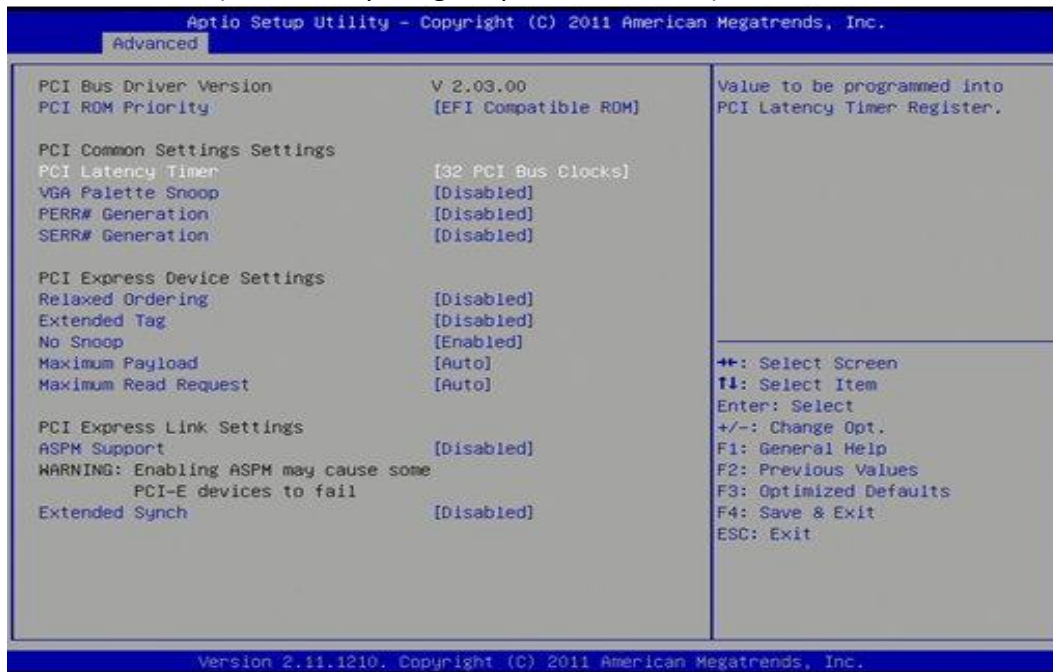 Aptio Setup Utility – Copyright (C) 2011 American Megatrends, Inc.
Advanced
PCI Bus Driver Version V 2.03.00
PCI ROM Priority [EFI Compatible ROM]
PCI Common Settings Settings
PCI Latency Timer [32 PCI Bus Clocks]
VGA Palette Snoop [Disabled]
PERR# Generation [Disabled]
SERR# Generation [Disabled]
PCI Express Device Settings
Relaxed Ordering [Disabled]
Extended Tag [Disabled]
No Snoop [Enabled]
Maximum Payload [Auto]
Maximum Read Request [Auto]
PCI Express Link Settings
ASPM Support [Disabled]
WARNING: Enabling ASPM may cause some
PCI-E devices to fail
Extended Synch [Disabled]
Value to be programmed into
PCI Latency Timer Register.
→←: Select Screen
↑↓: Select Item
Enter: Select
+/-: Change Opt.
F1: General Help
F2: Previous Values
F3: Optimized Defaults
F4: Save & Exit
ESC: Exit
Version 2.11.1210. Copyright (C) 2011 American Megatrends, Inc.